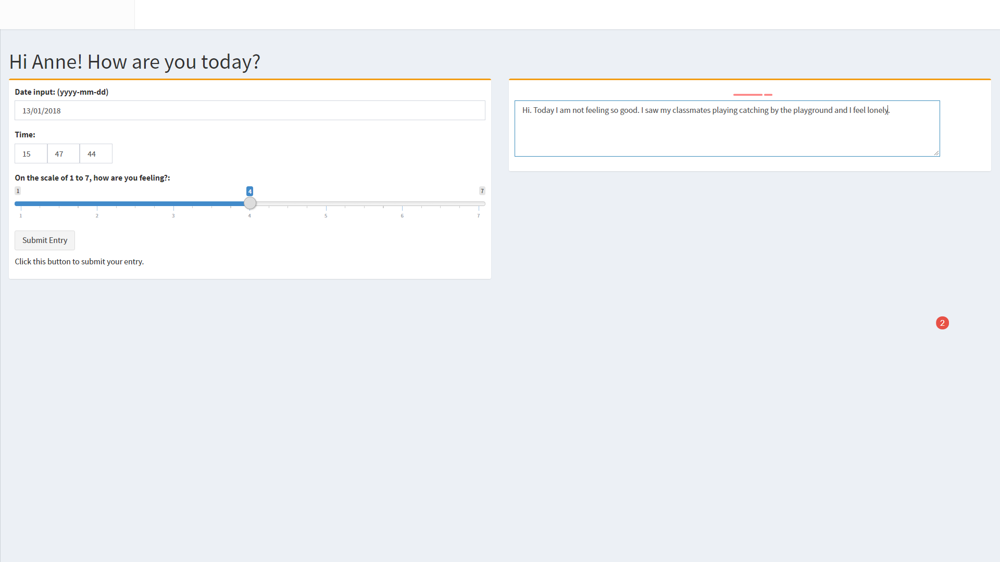 Hi Anne! How are you today?
Date input: (yyyy-mm-dd)
13/01/2018
Time:
15 47 44
On the scale of 1 to 7, how are you feeling?:
1 4 7
1 2 3 4 5 6 7
Submit Entry
Click this button to submit your entry.
Hi. Today I am not feeling so good. I saw my classmates playing catching by the playground and I feel lonely.
2